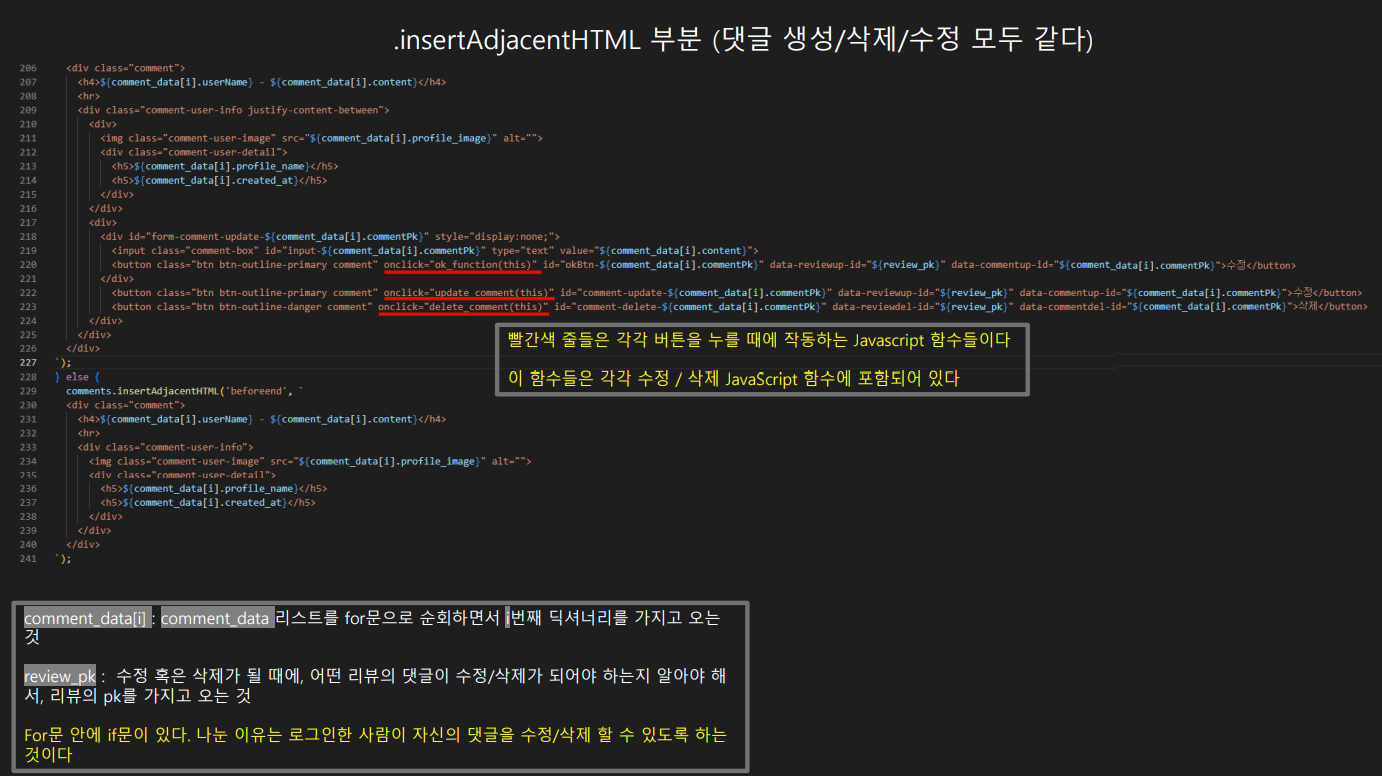 .insertAdjacentHTML 부분 (댓글 생성/삭제/수정 모두 같다)
206 <div class="comment">
207 <h4>${comment_data[i].userName} - ${comment_data[i].content}</h4>
208 <hr>
209 <div class="comment-user-info justify-content-between">
210 <div>
211 <img class="comment-user-image" src="${comment_data[i].profile_image}" alt="">
212 <div class="comment-user-detail">
213 <h5>${comment_data[i].profile_name}</h5>
214 <h5>${comment_data[i].created_at}</h5>
215 </div>
216 </div>
217 <div>
218 <div id="form-comment-update-${comment_data[i].commentPk}" style="display:none;">
219 <input class="comment-box" id="input-${comment_data[i].commentPk}" type="text" value="${comment_data[i].content}">
220 <button class="btn btn-outline-primary comment" onclick="ok_function(this)" id="okBtn-${comment_data[i].commentPk}" data-reviewup-id="${review_pk}" data-commentup-id="${comment_data[i].commentPk}">수정</button>
221 </div>
222 <button class="btn btn-outline-primary comment" onclick="update_comment(this)" id="comment-update-${comment_data[i].commentPk}" data-reviewup-id="${review_pk}" data-commentup-id="${comment_data[i].commentPk}">수정</button>
223 <button class="btn btn-outline-danger comment" onclick="delete_comment(this)" id="comment-delete-${comment_data[i].commentPk}" data-reviewdel-id="${review_pk}" data-commentdel-id="${comment_data[i].commentPk}">삭제</button>
224 </div>
225 </div>
226 </div>
227 `);
228 } else {
229 comments.insertAdjacentHTML('beforeend', `
230 <div class="comment">
231 <h4>${comment_data[i].userName} - ${comment_data[i].content}</h4>
232 <hr>
233 <div class="comment-user-info">
234 <img class="comment-user-image" src="${comment_data[i].profile_image}" alt="">
235 <div class="comment-user-detail">
236 <h5>${comment_data[i].profile_name}</h5>
237 <h5>${comment_data[i].created_at}</h5>
238 </div>
239 </div>
240 </div>
241 `);
빨간색 줄들은 각각 버튼을 누를 때에 작동하는 Javascript 함수들이다
이 함수들은 각각 수정 / 삭제 JavaScript 함수에 포함되어 있다
comment_data[i] : comment_data 리스트를 for문으로 순회하면서 i번째 딕셔너리를 가지고 오는
것
review_pk : 수정 혹은 삭제가 될 때에, 어떤 리뷰의 댓글이 수정/삭제가 되어야 하는지 알아야 해
서, 리뷰의 pk를 가지고 오는 것
For문 안에 if문이 있다. 나눈 이유는 로그인한 사람이 자신의 댓글을 수정/삭제 할 수 있도록 하는
것이다